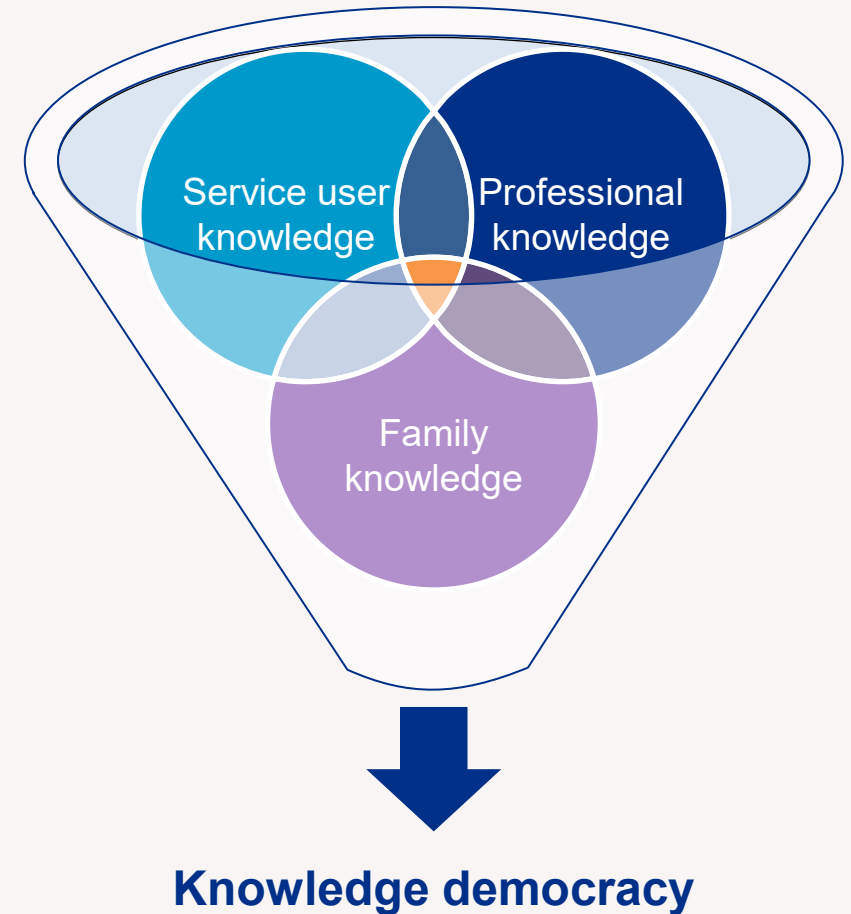 Service user
knowledge
Professional
knowledge
Family
knowledge
Knowledge democracy